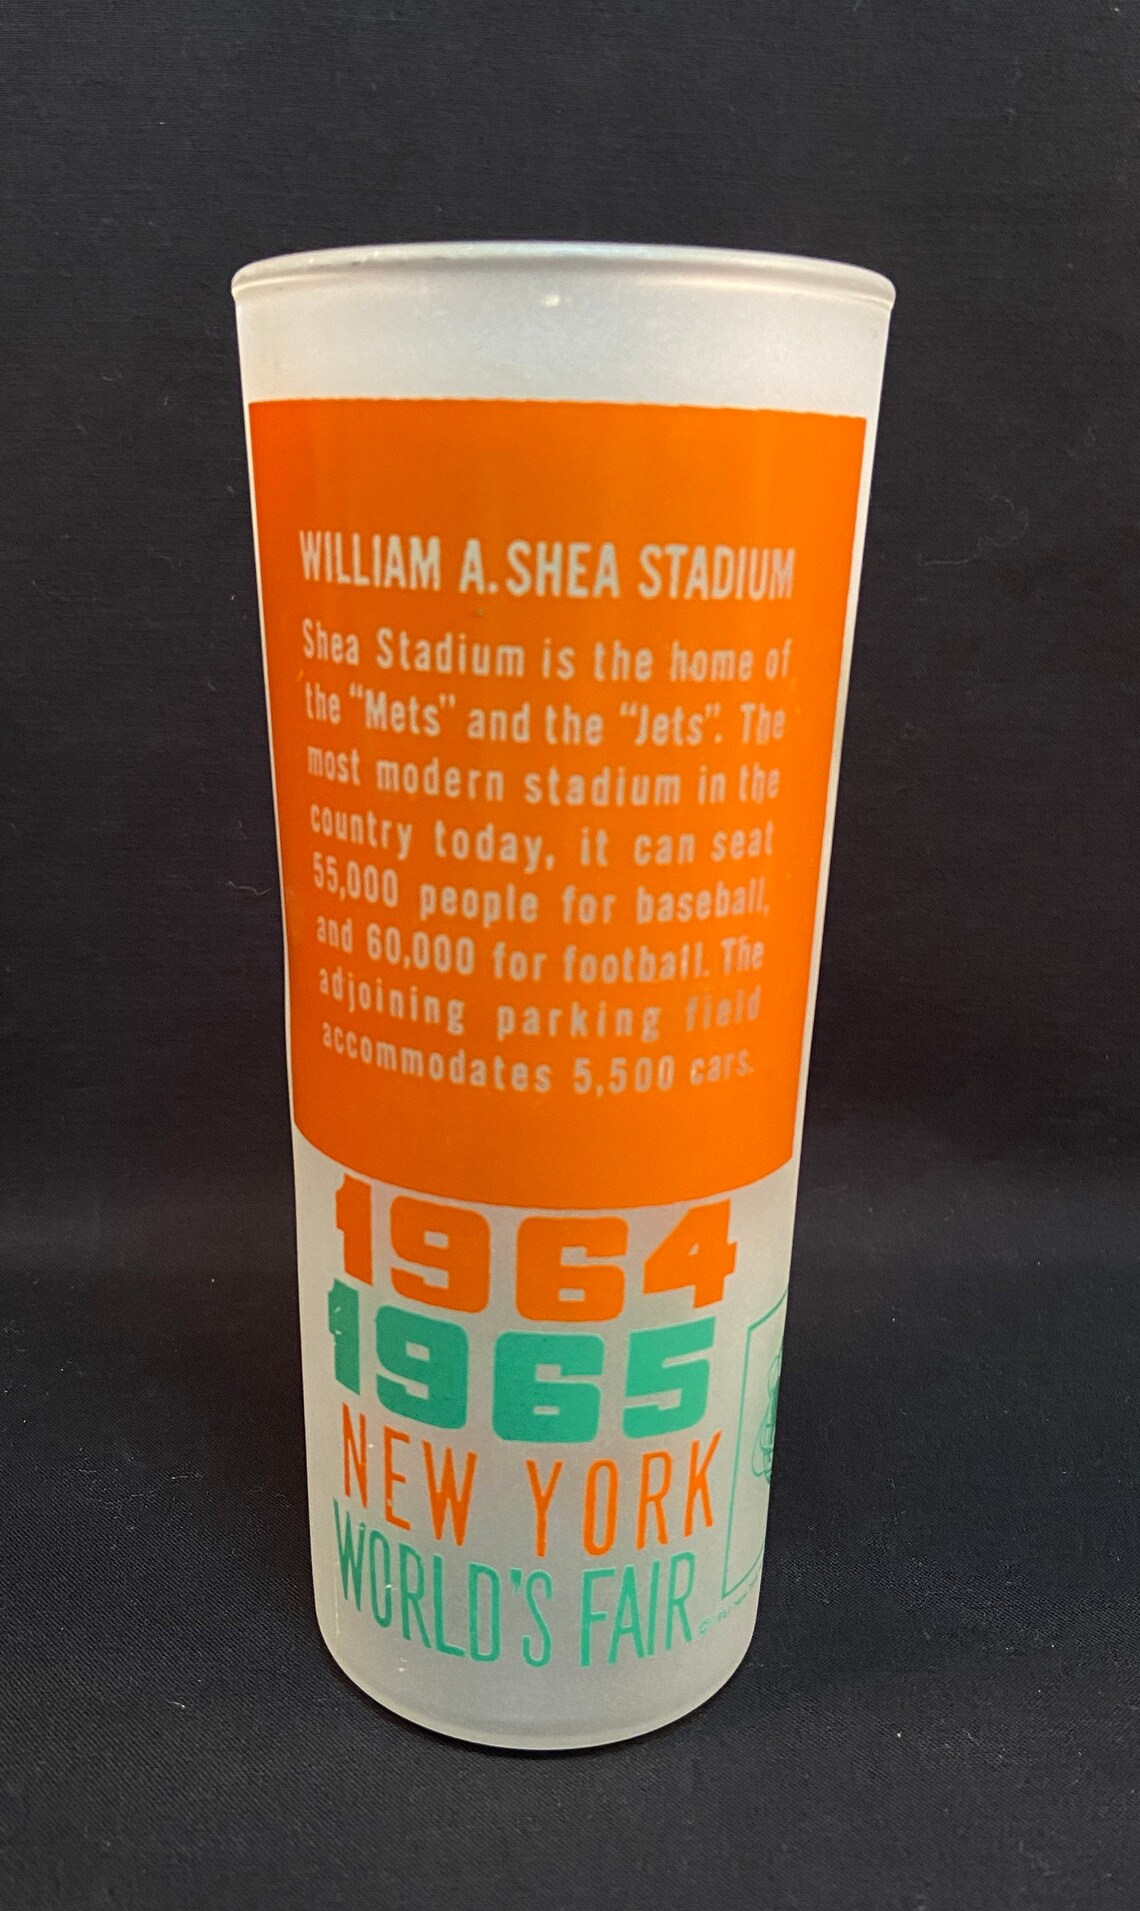 WILLIAM A. SHEA STADIUM
Shea Stadium is the home of
the “Mets” and the “Jets”. The
most modern stadium in the
country today, it can seat
55,000 people for baseball,
and 60,000 for football. The
adjoining parking field
accommodates 5,500 cars.
1964
1965
NEW YORK
WORLD'S FAIR